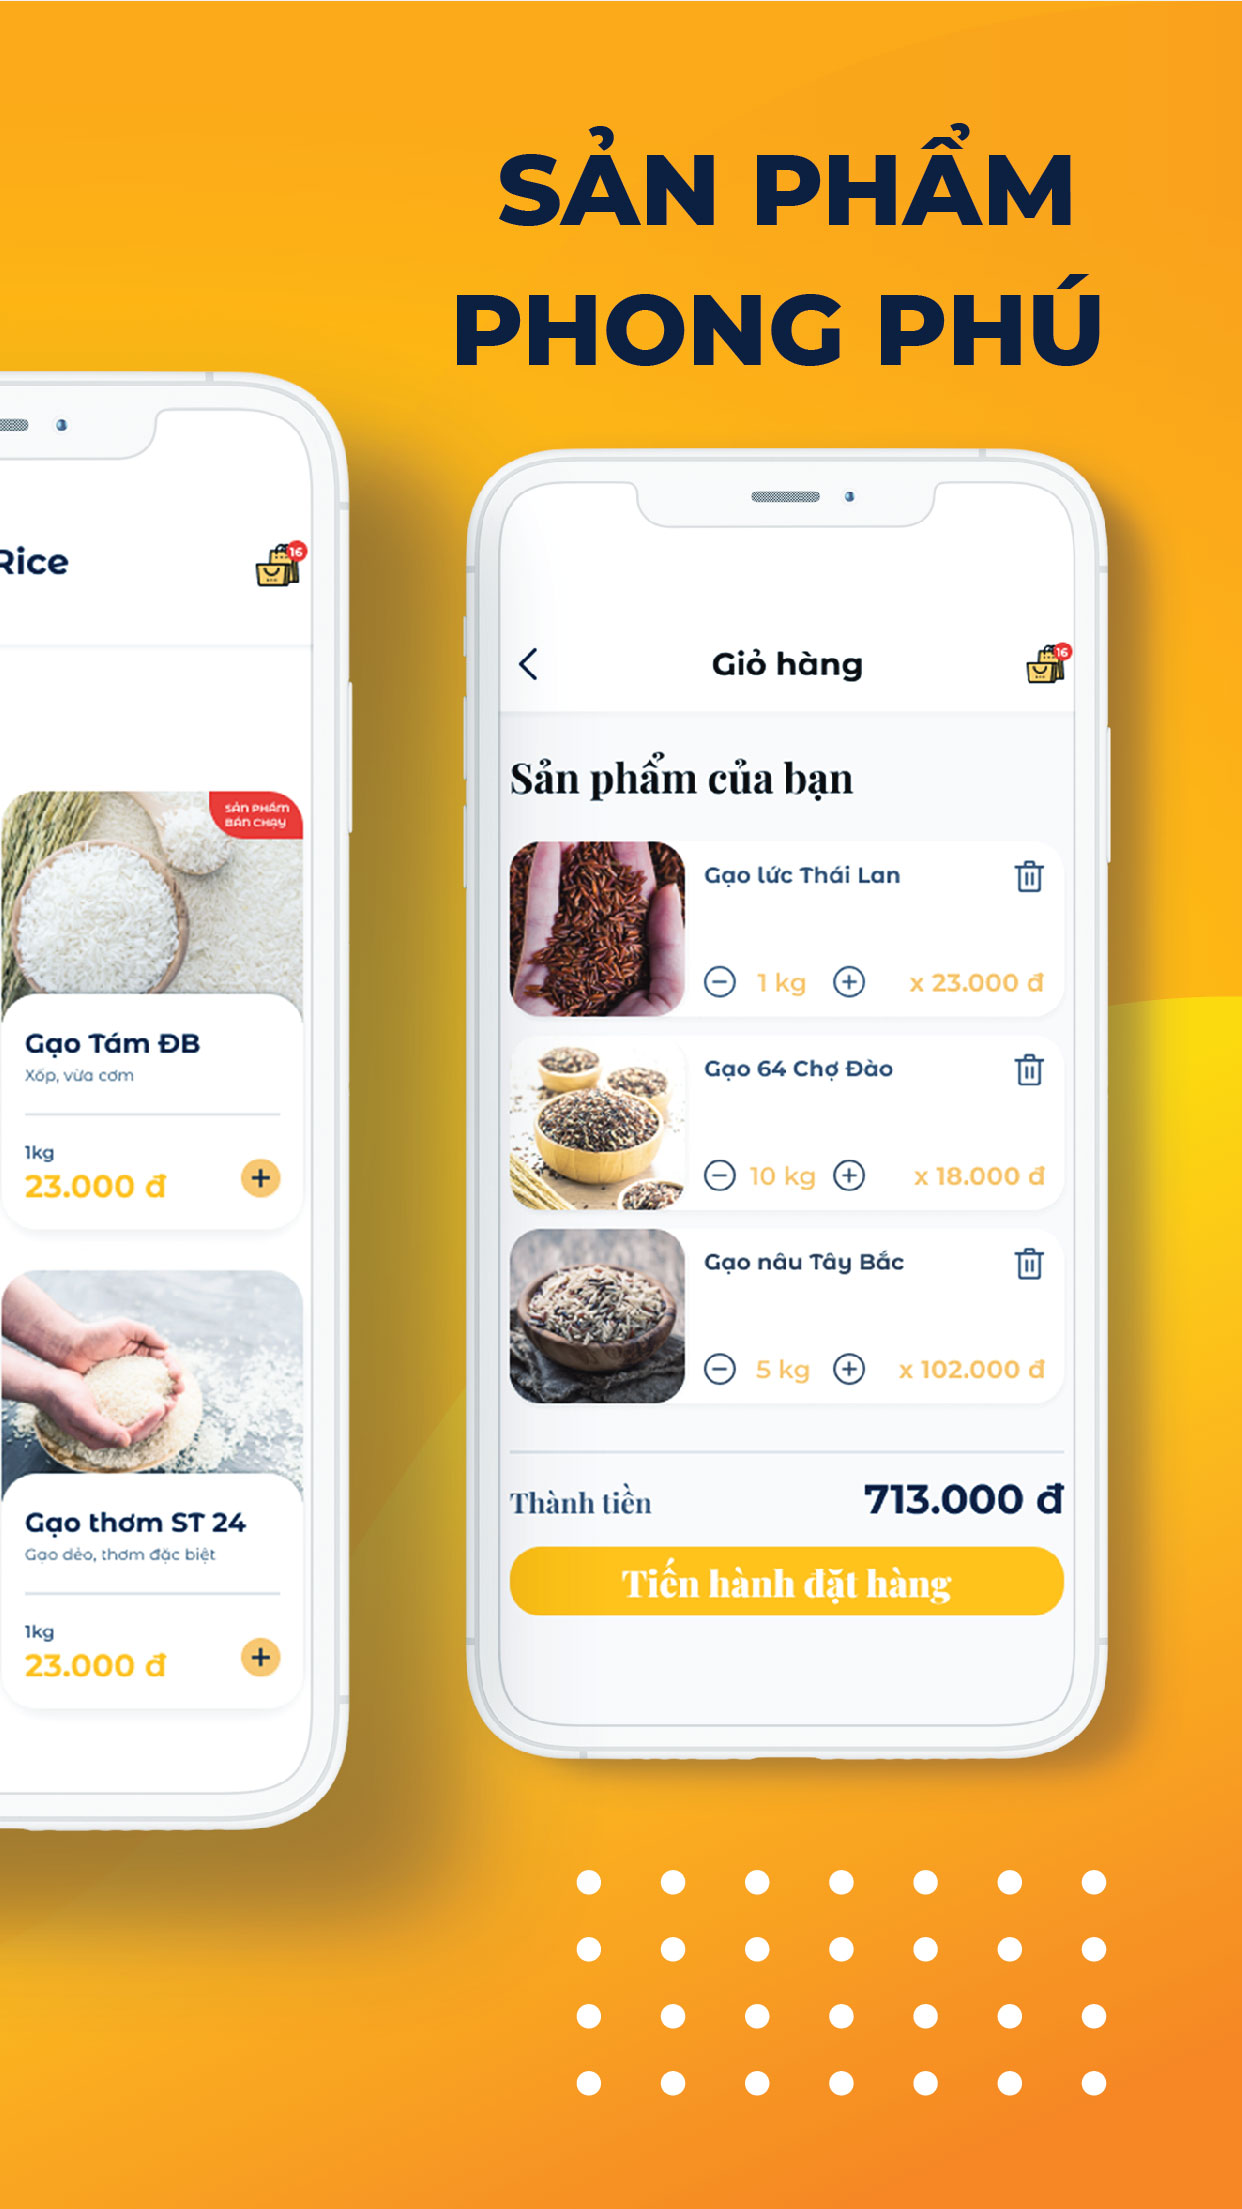 SẢN PHẨM
PHONG PHÚ
Rice
16
SẢN PHẨM
BÁN CHẠY
Gạo Tám ĐB
Xốp, vừa cơm
1kg
23.000 đ
Gạo thơm ST 24
Gạo dẻo, thơm đặc biệt
1kg
23.000 đ
Giỏ hàng
16
Sản phẩm của bạn
Gạo lức Thái Lan
1 kg
x 23.000 đ
Gạo 64 Chợ Đào
10 kg
x 18.000 đ
Gạo nâu Tây Bắc
5 kg
x 102.000 đ
Thành tiền
713.000 đ
Tiến hành đặt hàng